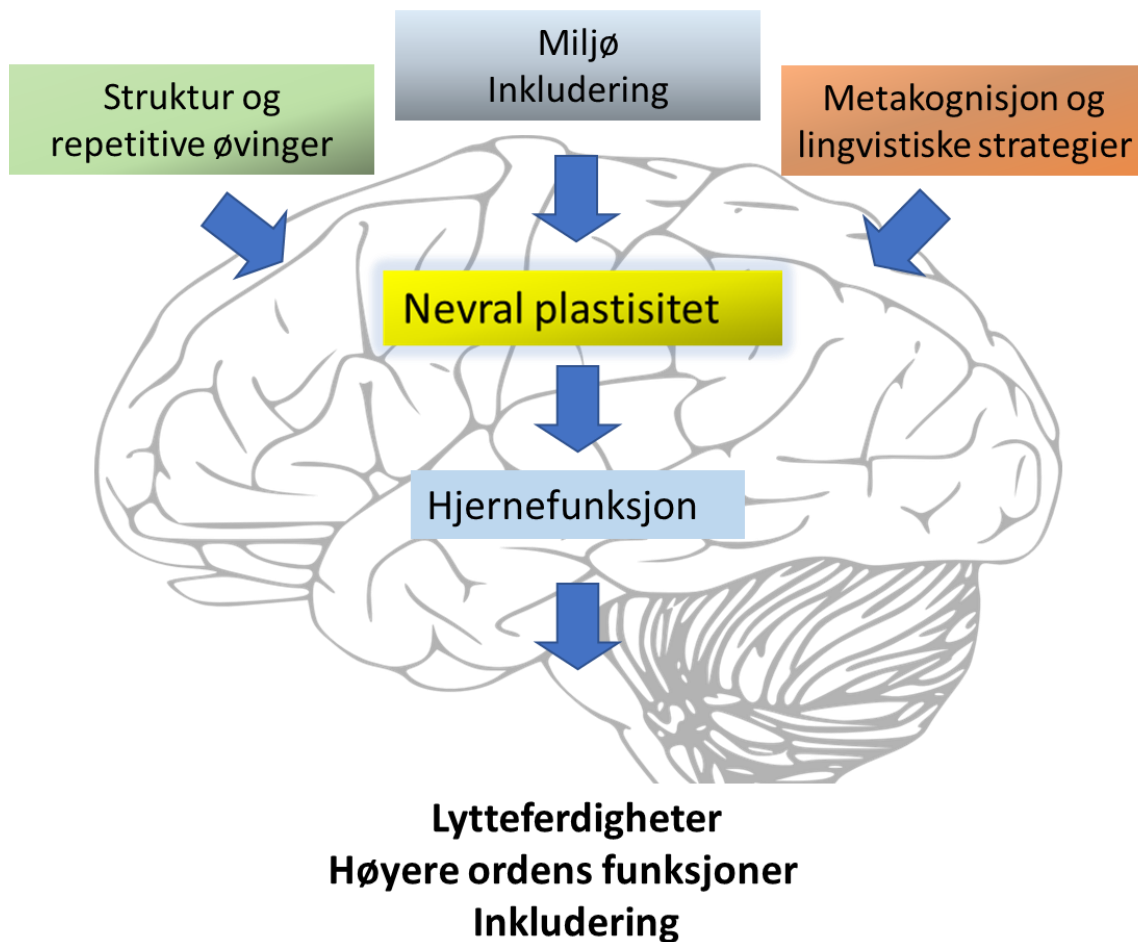 Struktur og
repetitive øvinger
Miljø
Inkludering
Metakognisjon og
lingvistiske strategier
Nevral plastisitet
Hjernefunksjon
Lytteferdigheter
Høyere ordens funksjoner
Inkludering